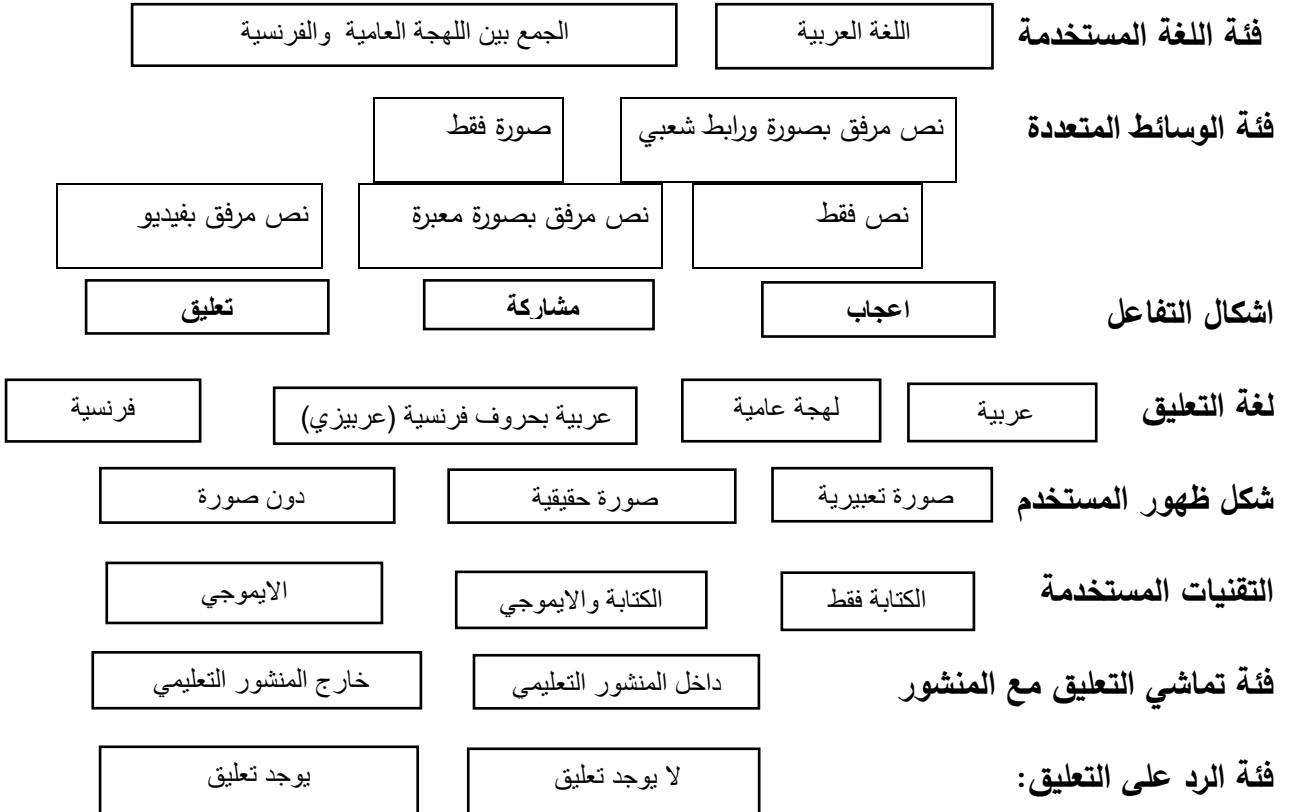 فئة اللغة المستخدمة اللغة العربية الجمع بين اللهجة العامية والفرنسية
فئة الوسائط المتعددة نص مرفق بصورة ورابط شعبي صورة فقط
نص فقط نص مرفق بصورة معبرة نص مرفق بفيديو
اشكال التفاعل اعجاب مشاركة تعليق
لغة التعليق عربية لهجة عامية عربية بحروف فرنسية (عربيزي) فرنسية
شكل ظهور المستخدم صورة تعبيرية صورة حقيقية دون صورة
التقنيات المستخدمة الكتابة فقط الكتابة والايموجي الايموجي
فئة تماشي التعليق مع المنشور داخل المنشور التعليمي خارج المنشور التعليمي
فئة الرد على التعليق: لا يوجد تعليق يوجد تعليق